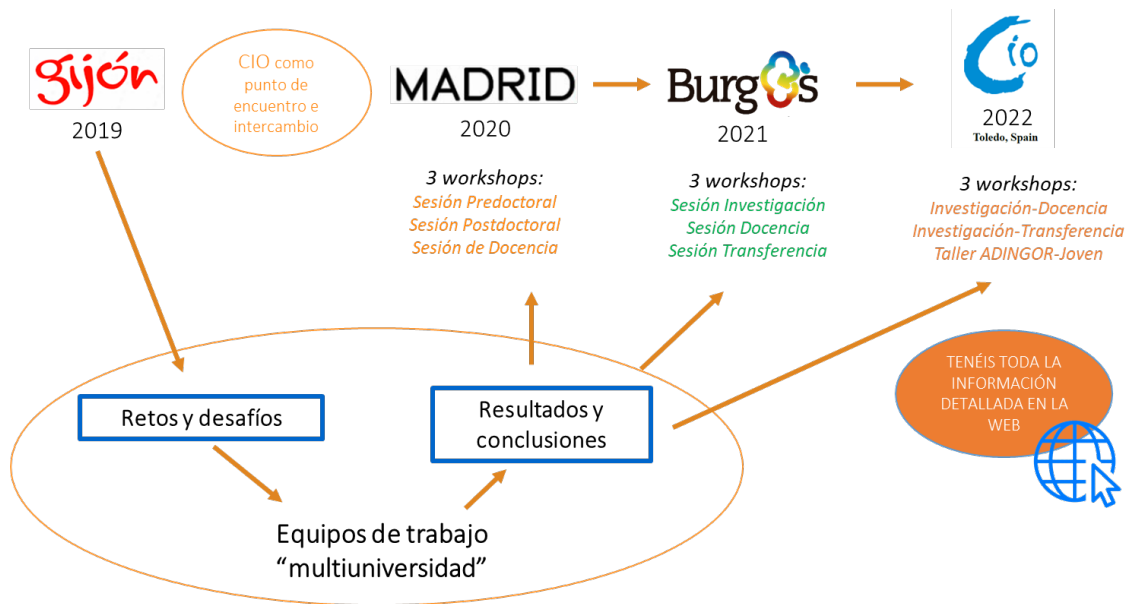 gijón
2019
CIO como
punto de
encuentro e
intercambio
MADRID
2020
Burgos
2021
Cio
2022
Toledo, Spain
3 workshops:
Sesión Predoctoral
Sesión Postdoctoral
Sesión de Docencia
3 workshops:
Sesión Investigación
Sesión Docencia
Sesión Transferencia
3 workshops:
Investigación-Docencia
Investigación-Transferencia
Taller ADINGOR-Joven
Retos y desafíos
Resultados y
conclusiones
Equipos de trabajo
“multiuniversidad”
TENÉIS TODA LA
INFORMACIÓN
DETALLADA EN LA
WEB